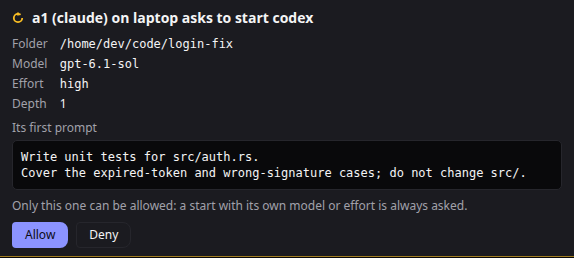 a1 (claude) on laptop asks to start codex
Folder /home/dev/code/login-fix
Model gpt-6.1-sol
Effort high
Depth 1
Its first prompt
Write unit tests for src/auth.rs.
Cover the expired-token and wrong-signature cases; do not change src/.
Only this one can be allowed: a start with its own model or effort is always asked.
Allow Deny